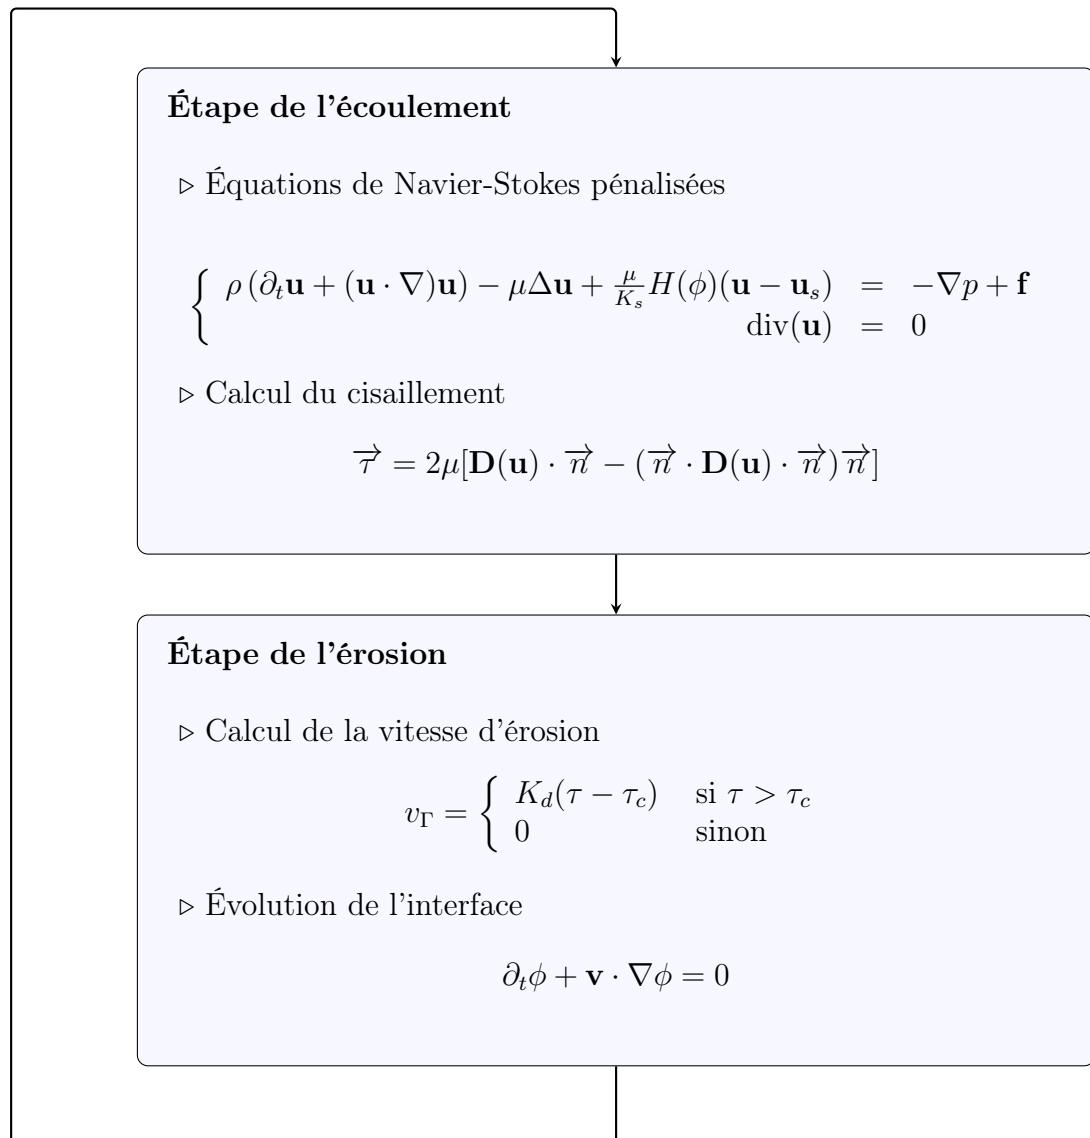 Étape de l'écoulement
▷ Équations de Navier-Stokes pénalisées
{ ρ (∂ₜ𝐮 + (𝐮 · ∇)𝐮) − μΔ𝐮 + μ/Kₛ H(ϕ)(𝐮 − 𝐮ₛ) = −∇p + 𝐟
div(𝐮) = 0
▷ Calcul du cisaillement
τ⃗ = 2μ[𝐃(𝐮) · n⃗ − (n⃗ · 𝐃(𝐮) · n⃗)n⃗]
Étape de l'érosion
▷ Calcul de la vitesse d'érosion
v_Γ = { K_d(τ − τ_c) si τ > τ_c
0 sinon
▷ Évolution de l'interface
∂ₜϕ + 𝐯 · ∇ϕ = 0